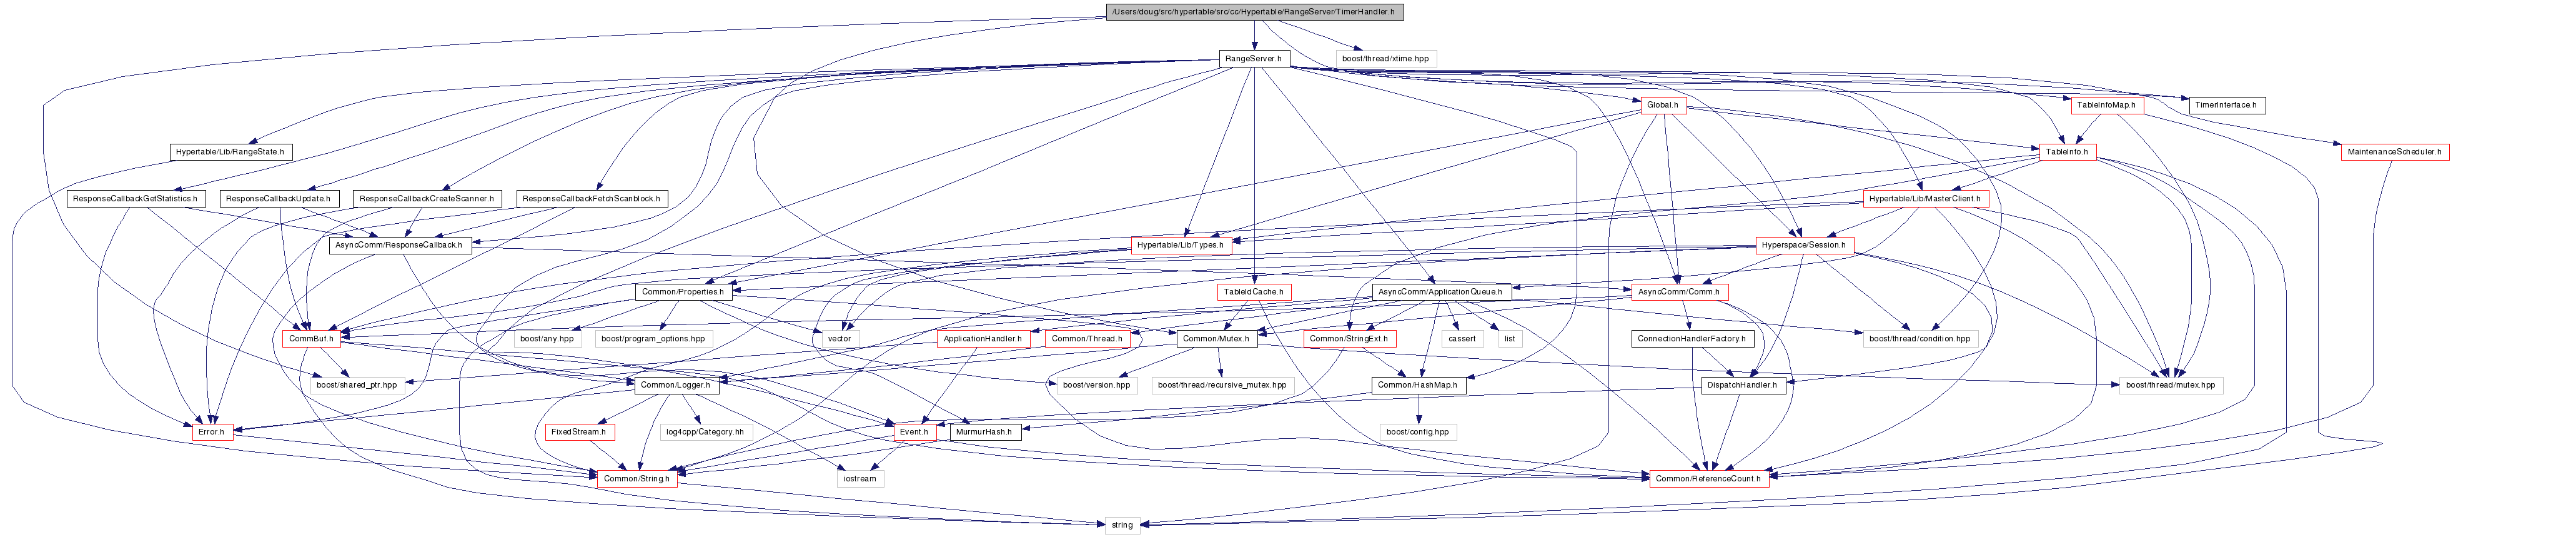 /Users/doug/src/hypertable/src/cc/Hypertable/RangeServer/TimerHandler.h
RangeServer.h
boost/thread/xtime.hpp
Global.h
TableInfoMap.h
TimerInterface.h
Hypertable/Lib/RangeState.h
TableInfo.h
MaintenanceScheduler.h
ResponseCallbackGetStatistics.h
ResponseCallbackUpdate.h
ResponseCallbackCreateScanner.h
ResponseCallbackFetchScanblock.h
Hypertable/Lib/MasterClient.h
AsyncComm/ResponseCallback.h
Hypertable/Lib/Types.h
Hyperspace/Session.h
Common/Properties.h
TableIdCache.h
AsyncComm/ApplicationQueue.h
AsyncComm/Comm.h
CommBuf.h
boost/any.hpp
boost/program_options.hpp
vector
ApplicationHandler.h
Common/Thread.h
Common/Mutex.h
Common/StringExt.h
cassert
list
ConnectionHandlerFactory.h
boost/thread/condition.hpp
boost/shared_ptr.hpp
Common/Logger.h
boost/version.hpp
boost/thread/recursive_mutex.hpp
Common/HashMap.h
DispatchHandler.h
boost/thread/mutex.hpp
Error.h
FixedStream.h
log4cpp/Category.hh
Event.h
MurmurHash.h
boost/config.hpp
Common/String.h
iostream
Common/ReferenceCount.h
string